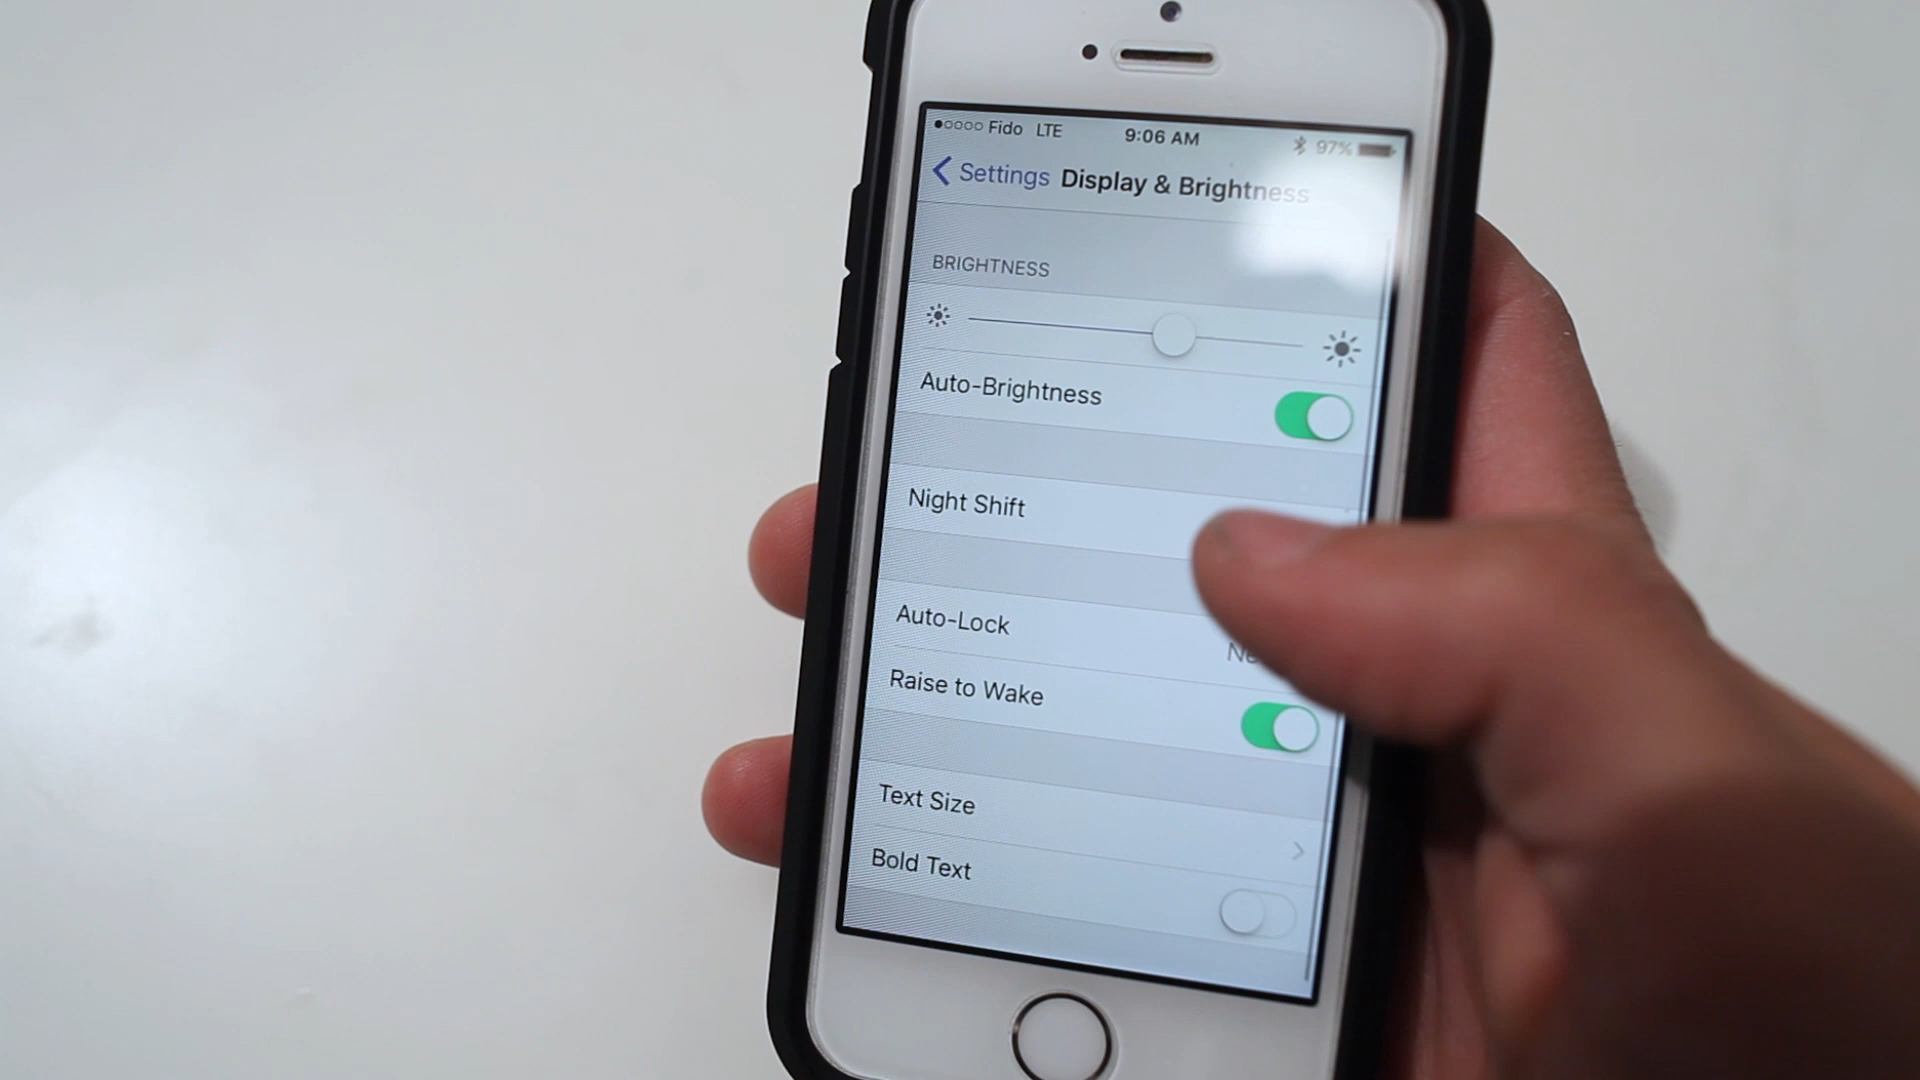 Fido LTE 9:06 AM 97%
Settings Display & Brightness
BRIGHTNESS
Auto-Brightness
Night Shift
Auto-Lock
Raise to Wake
Text Size
Bold Text